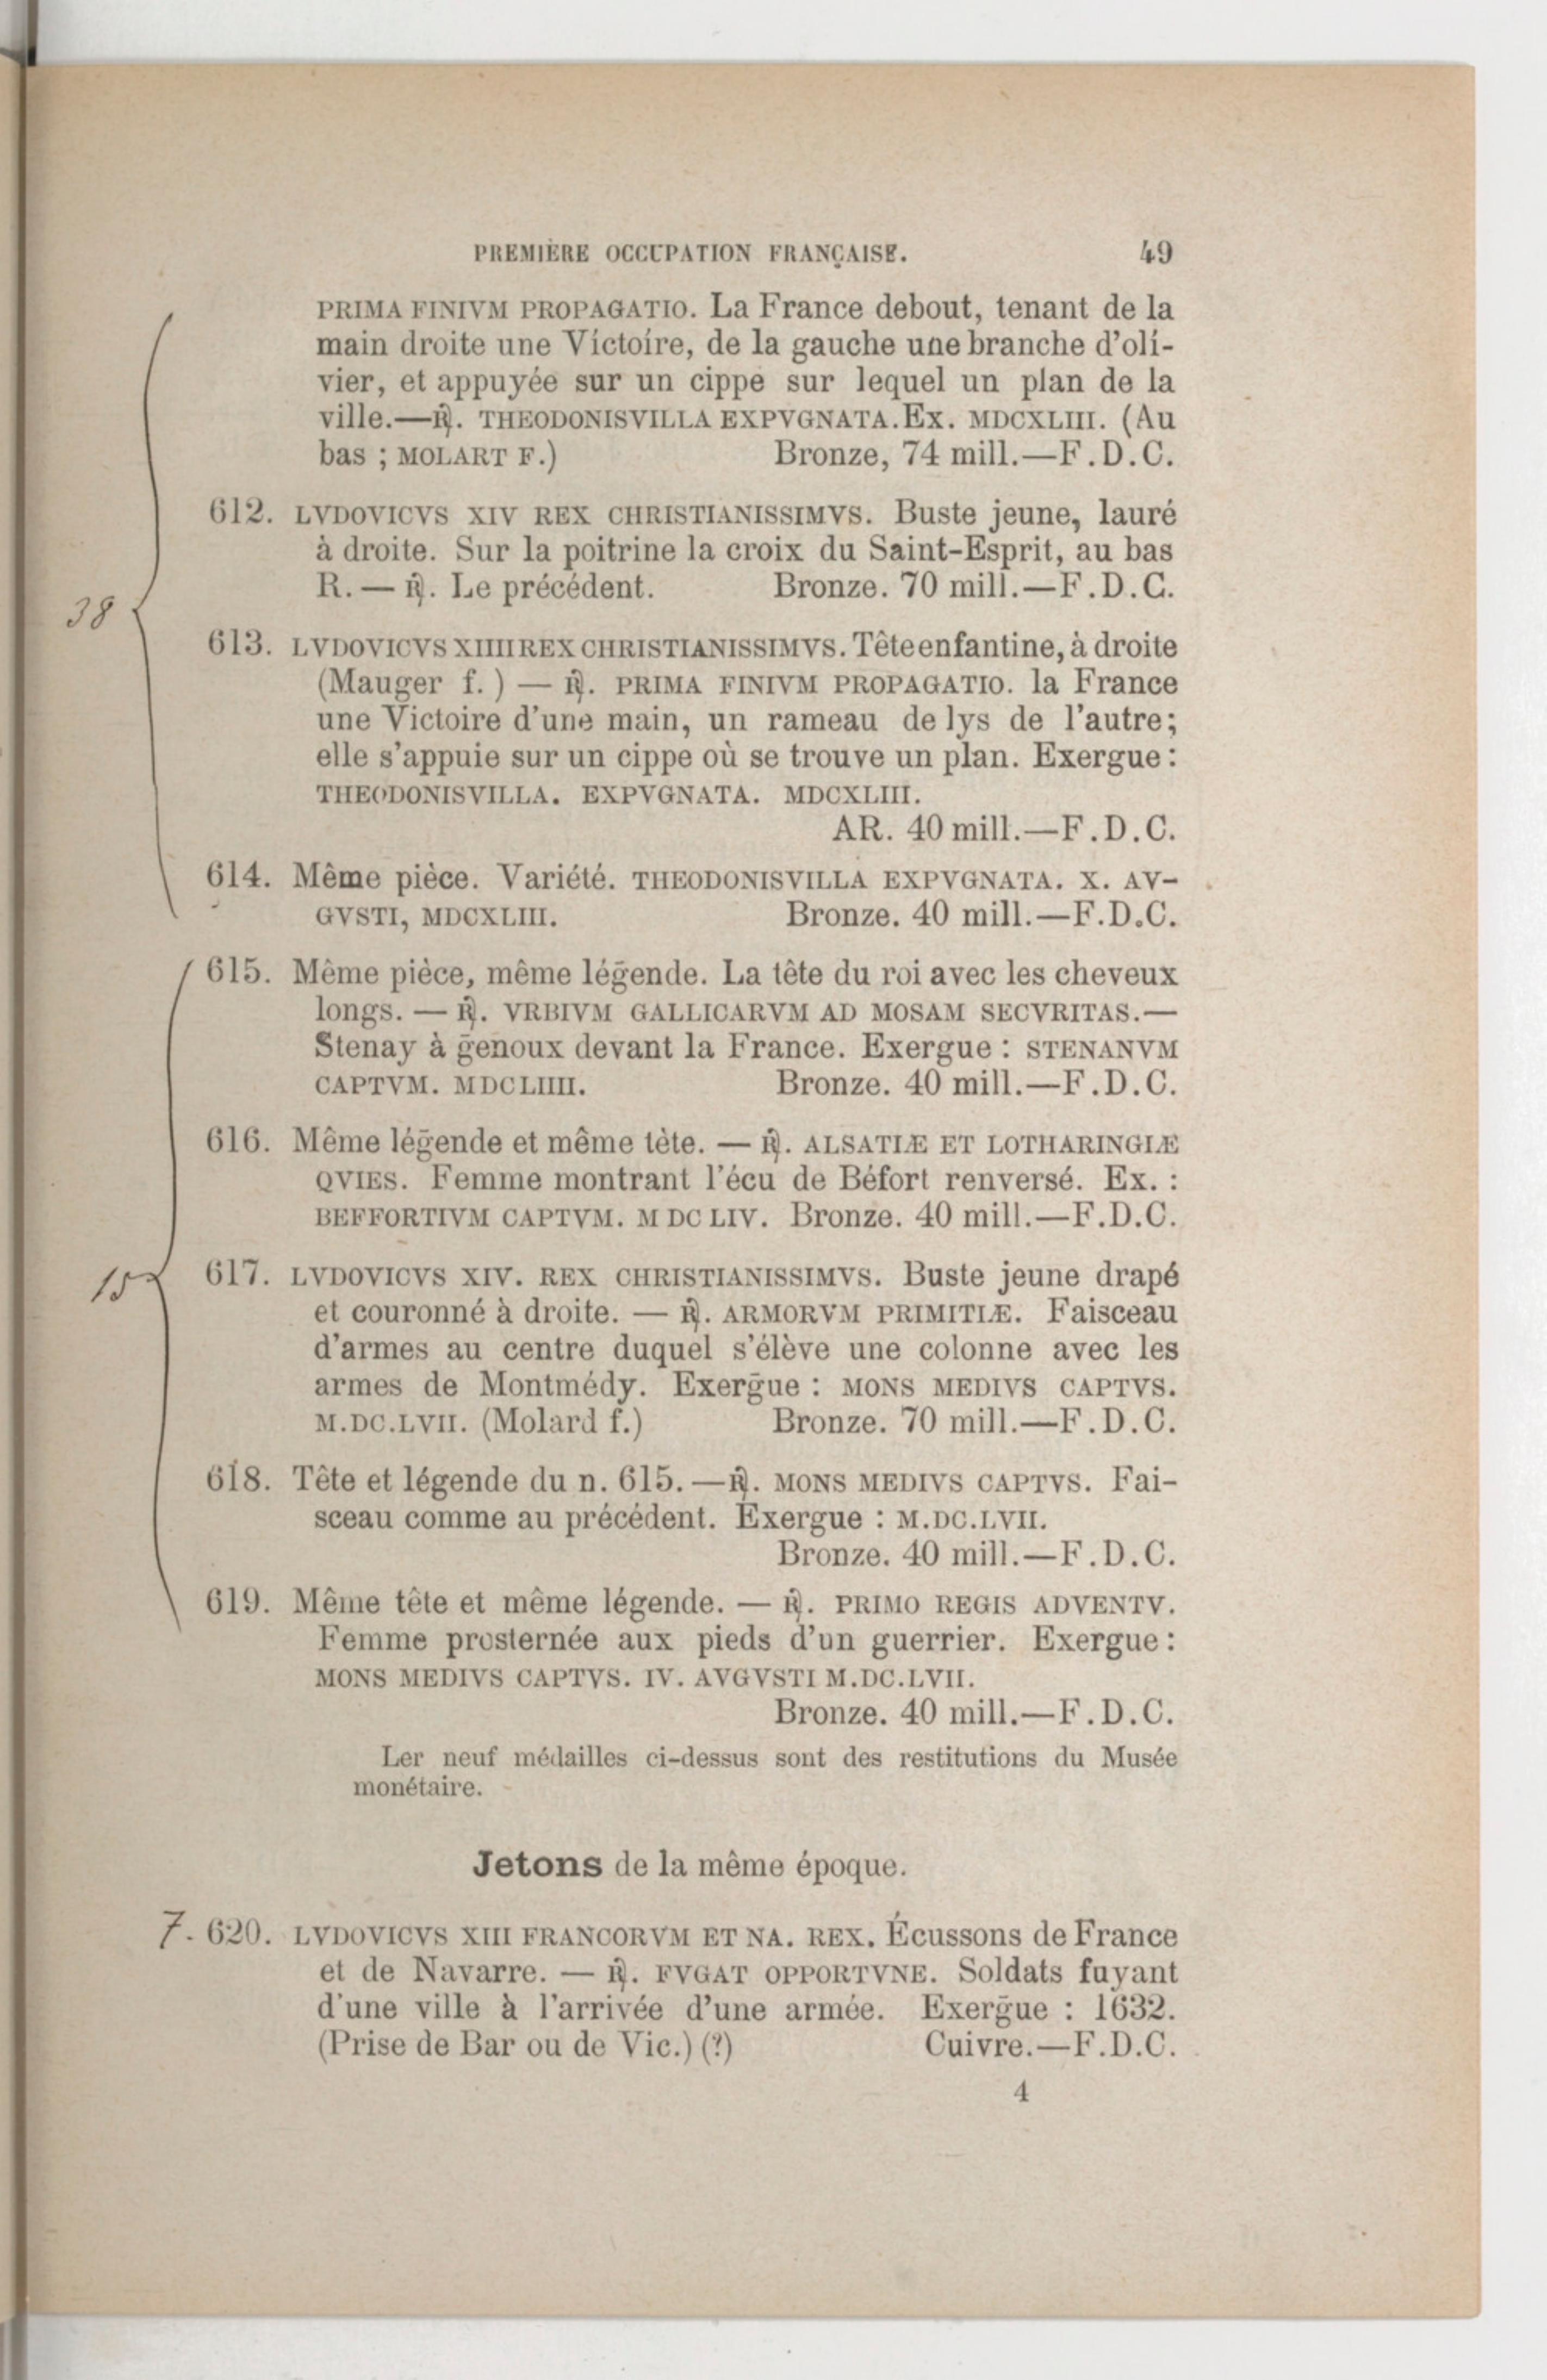 PREMIÈRE OCCUPATION FRANÇAISE. 49
PRIMA FINIVM PROPAGATIO. La France debout, tenant de la
main droite une Victoire, de la gauche une branche d'oli-
vier, et appuyée sur un cippe sur lequel un plan de la
ville.—℟. THEODONISVILLA EXPVGNATA. Ex. MDCXLIII. (Au
bas ; MOLART F.) Bronze, 74 mill.—F.D.C.
612. LVDOVICVS XIV REX CHRISTIANISSIMVS. Buste jeune, lauré
à droite. Sur la poitrine la croix du Saint-Esprit, au bas
R. — ℟. Le précédent. Bronze. 70 mill.—F.D.C.
38
613. LVDOVICVS XIIII REX CHRISTIANISSIMVS. Tête enfantine, à droite
(Mauger f.) — ℟. PRIMA FINIVM PROPAGATIO. la France
une Victoire d'une main, un rameau de lys de l'autre;
elle s'appuie sur un cippe où se trouve un plan. Exergue :
THEODONISVILLA. EXPVGNATA. MDCXLIII.
AR. 40 mill.—F.D.C.
614. Même pièce. Variété. THEODONISVILLA EXPVGNATA. X. AV-
GVSTI, MDCXLIII. Bronze. 40 mill.—F.D.C.
615. Même pièce, même légende. La tête du roi avec les cheveux
longs. — ℟. VRBIVM GALLICARVM AD MOSAM SECVRITAS.—
Stenay à genoux devant la France. Exergue : STENANVM
CAPTVM. MDCLIIII. Bronze. 40 mill.—F.D.C.
616. Même légende et même tète. — ℟. ALSATIÆ ET LOTHARINGIÆ
QVIES. Femme montrant l'écu de Béfort renversé. Ex. :
BEFFORTIVM CAPTVM. M DC LIV. Bronze. 40 mill.—F.D.C.
15
617. LVDOVICVS XIV. REX CHRISTIANISSIMVS. Buste jeune drapé
et couronné à droite. — ℟. ARMORVM PRIMITIÆ. Faisceau
d'armes au centre duquel s'élève une colonne avec les
armes de Montmédy. Exergue : MONS MEDIVS CAPTVS.
M.DC.LVII. (Molard f.) Bronze. 70 mill.—F.D.C.
618. Tête et légende du n. 615. —℟. MONS MEDIVS CAPTVS. Fai-
sceau comme au précédent. Exergue : M.DC.LVII.
Bronze. 40 mill.—F.D.C.
619. Même tête et même légende. — ℟. PRIMO REGIS ADVENTV.
Femme prosternée aux pieds d'un guerrier. Exergue :
MONS MEDIVS CAPTVS. IV. AVGVSTI M.DC.LVII.
Bronze. 40 mill.—F.D.C.
Ler neuf médailles ci-dessus sont des restitutions du Musée
monétaire.
Jetons de la même époque.
7. 620. LVDOVICVS XIII FRANCORVM ET NA. REX. Écussons de France
et de Navarre. — ℟. FVGAT OPPORTVNE. Soldats fuyant
d'une ville à l'arrivée d'une armée. Exergue : 1632.
(Prise de Bar ou de Vic.) (?) Cuivre.—F.D.C.
4